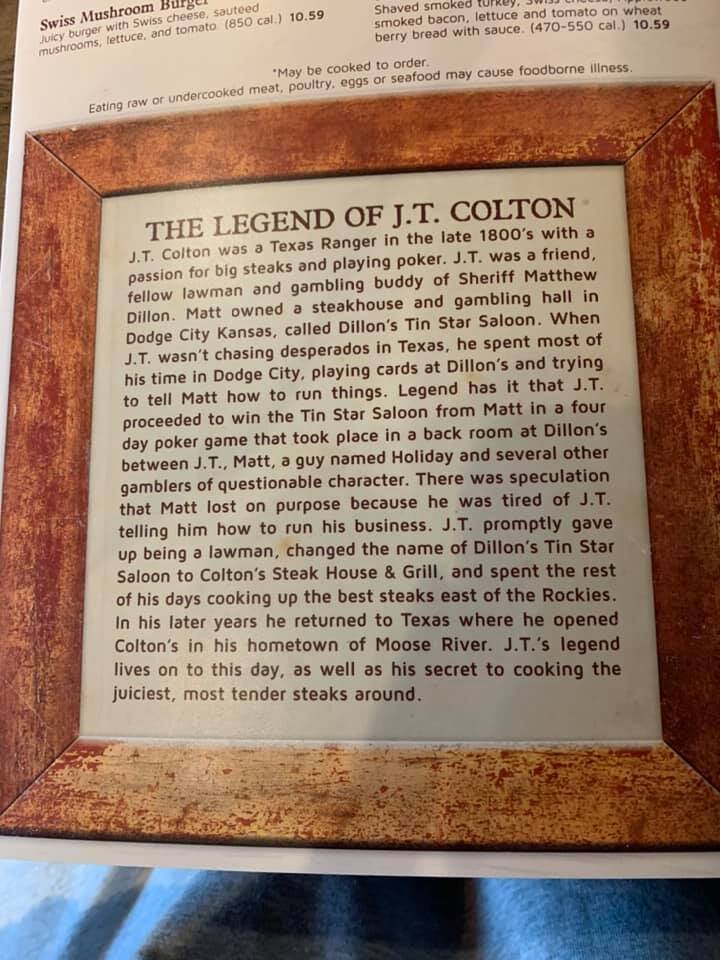 Swiss Mushroom Burger
Juicy burger with Swiss cheese, sauteed
mushrooms, lettuce, and tomato. (850 cal.) 10.59
Shaved smoked turkey,
smoked bacon, lettuce and tomato on wheat
berry bread with sauce. (470-550 cal.) 10.59
*May be cooked to order.
Eating raw or undercooked meat, poultry, eggs or seafood may cause foodborne illness.
THE LEGEND OF J.T. COLTON
J.T. Colton was a Texas Ranger in the late 1800's with a
passion for big steaks and playing poker. J.T. was a friend,
fellow lawman and gambling buddy of Sheriff Matthew
Dillon. Matt owned a steakhouse and gambling hall in
Dodge City Kansas, called Dillon's Tin Star Saloon. When
J.T. wasn't chasing desperados in Texas, he spent most of
his time in Dodge City, playing cards at Dillon's and trying
to tell Matt how to run things. Legend has it that J.T.
proceeded to win the Tin Star Saloon from Matt in a four
day poker game that took place in a back room at Dillon's
between J.T., Matt, a guy named Holiday and several other
gamblers of questionable character. There was speculation
that Matt lost on purpose because he was tired of J.T.
telling him how to run his business. J.T. promptly gave
up being a lawman, changed the name of Dillon's Tin Star
Saloon to Colton's Steak House & Grill, and spent the rest
of his days cooking up the best steaks east of the Rockies.
In his later years he returned to Texas where he opened
Colton's in his hometown of Moose River. J.T.'s legend
lives on to this day, as well as his secret to cooking the
juiciest, most tender steaks around.